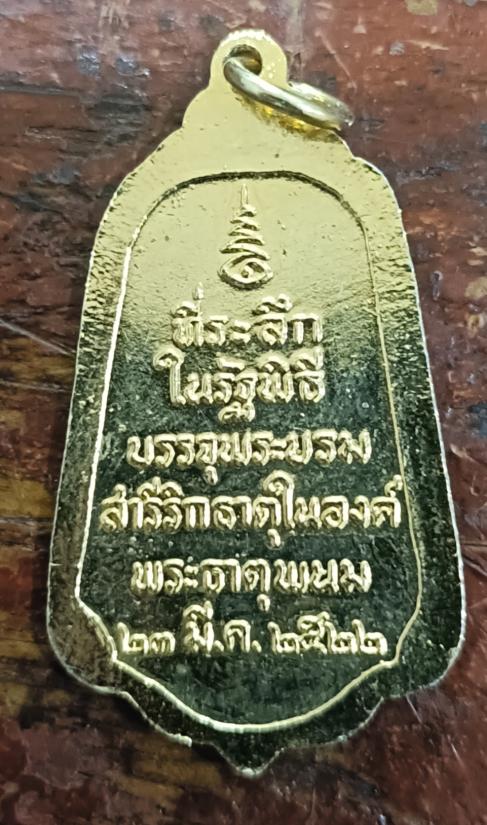 ที่ระลึก
ในรัฐพิธี
บรรจุพระบรม
สารีริกธาตุในองค์
พระธาตุพนม
๒๓ มี.ค. ๒๕๒๒